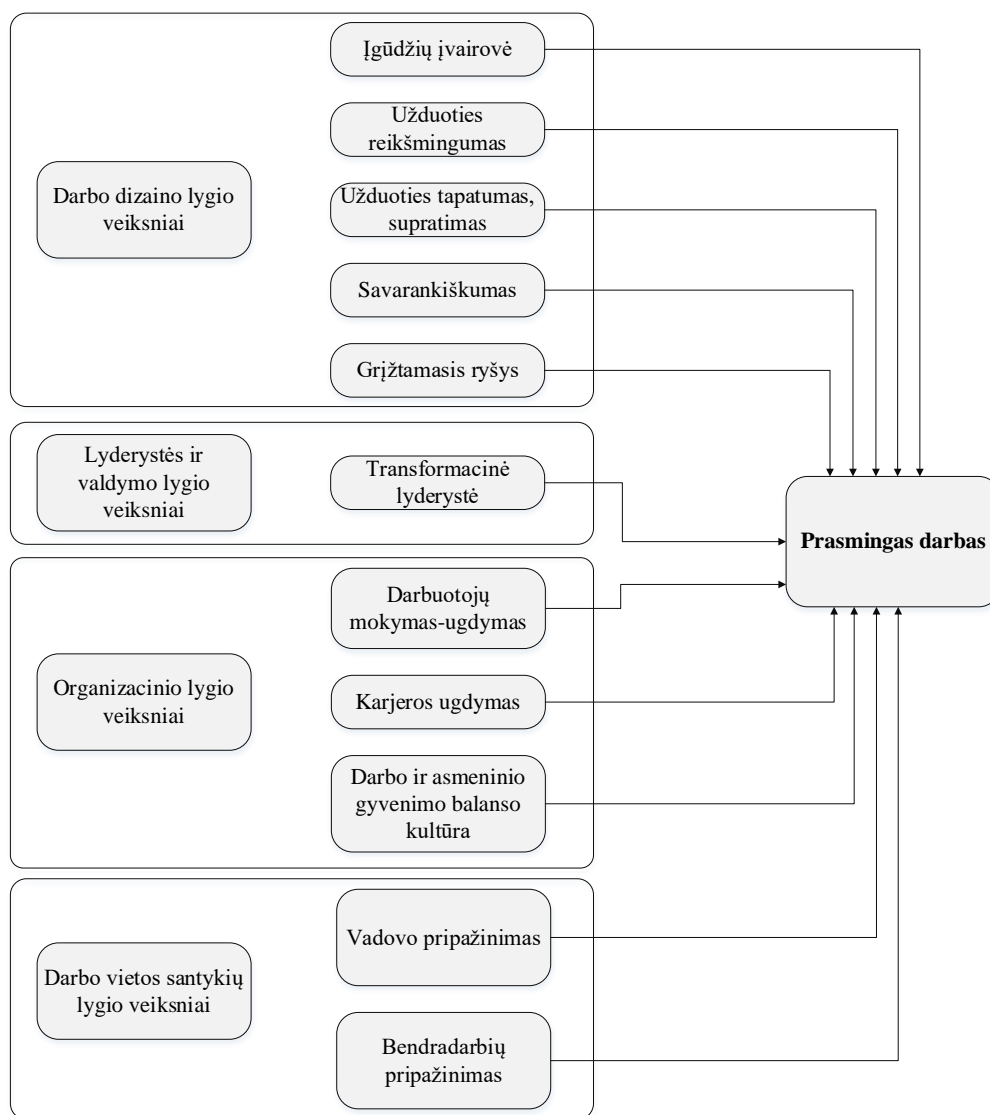 Įgūdžių įvairovė
Užduoties
reikšmingumas
Darbo dizaino lygio
veiksniai
Užduoties tapatumas,
supratimas
Savarankiškumas
Grįžtamasis ryšys
Lyderystės ir
valdymo lygio
veiksniai
Transformacinė
lyderystė
Prasmingas darbas
Darbuotojų
mokymas-ugdymas
Organizacinio lygio
veiksniai
Karjeros ugdymas
Darbo ir asmeninio
gyvenimo balanso
kultūra
Vadovo pripažinimas
Darbo vietos santykių
lygio veiksniai
Bendradarbių
pripažinimas